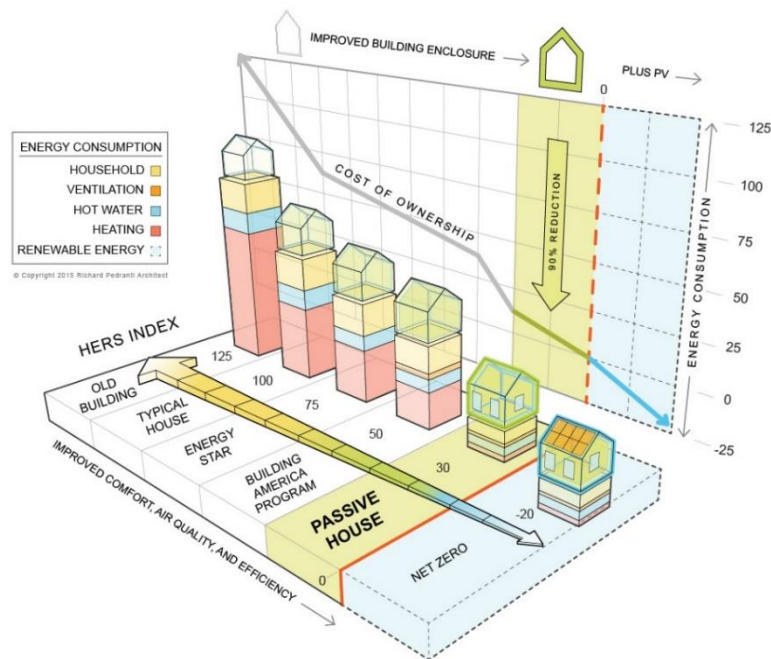 IMPROVED BUILDING ENCLOSURE
PLUS PV
0
125
100
75
50
25
0
-25
ENERGY CONSUMPTION
90% REDUCTION
COST OF OWNERSHIP
ENERGY CONSUMPTION
HOUSEHOLD
VENTILATION
HOT WATER
HEATING
RENEWABLE ENERGY
© Copyright 2015 Richard Pedranti Architect
HERS INDEX
125
100
75
50
30
-20
0
OLD
BUILDING
TYPICAL
HOUSE
ENERGY
STAR
BUILDING
AMERICA
PROGRAM
PASSIVE
HOUSE
NET ZERO
IMPROVED COMFORT, AIR QUALITY, AND EFFICIENCY